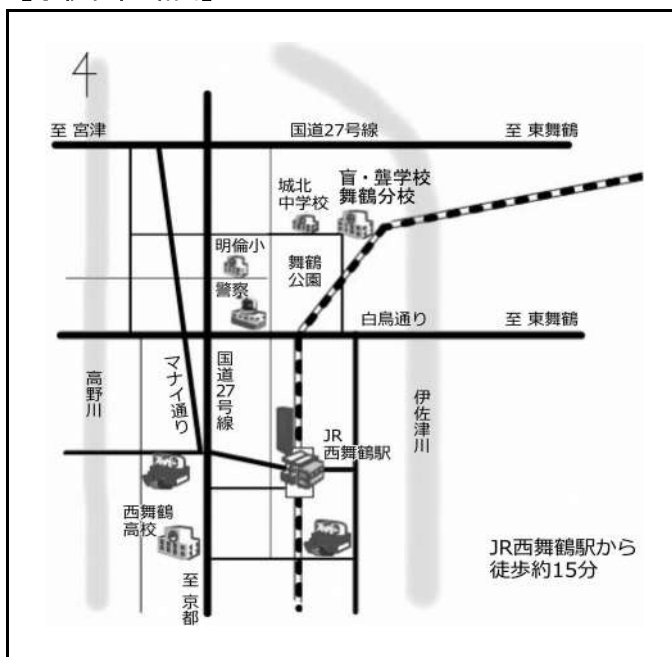 至 宮津
国道27号線
至 東舞鶴
城北
中学校
盲・聾学校
舞鶴分校
明倫小
舞鶴
公園
警察
白鳥通り
至 東舞鶴
高野川
マナイ通り
国道27号線
伊佐津川
JR
西舞鶴駅
西舞鶴
高校
JR西舞鶴駅から
徒歩約15分
至 京都